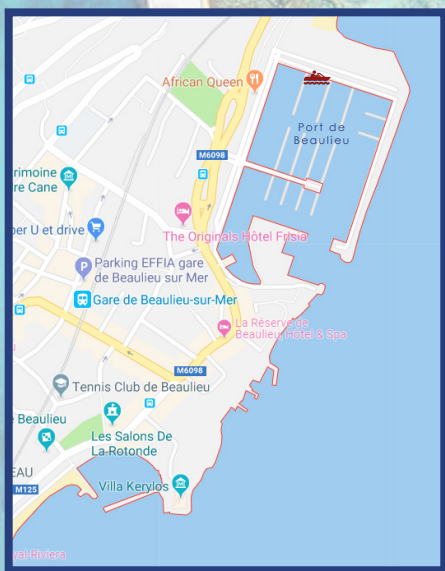 African Queen
Port de
Beaulieu
M6098
rimoine
re Cane
per U et drive
The Originals Hôtel Frisia
Parking EFFIA gare
de Beaulieu sur Mer
Gare de Beaulieu-sur-Mer
La Réserve de
Beaulieu, Hotel & Spa
M6098
Tennis Club de Beaulieu
e Beaulieu
Les Salons De
La Rotonde
EAU
Villa Kerylos
M125
yal-Riviera